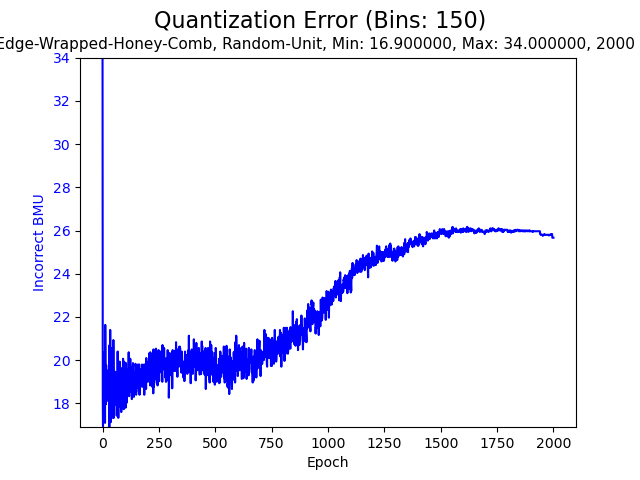 Quantization Error (Bins: 150)
Edge-Wrapped-Honey-Comb, Random-Unit, Min: 16.900000, Max: 34.000000, 2000
34
32
30
28
26
24
22
20
18
Incorrect BMU
0 250 500 750 1000 1250 1500 1750 2000
Epoch